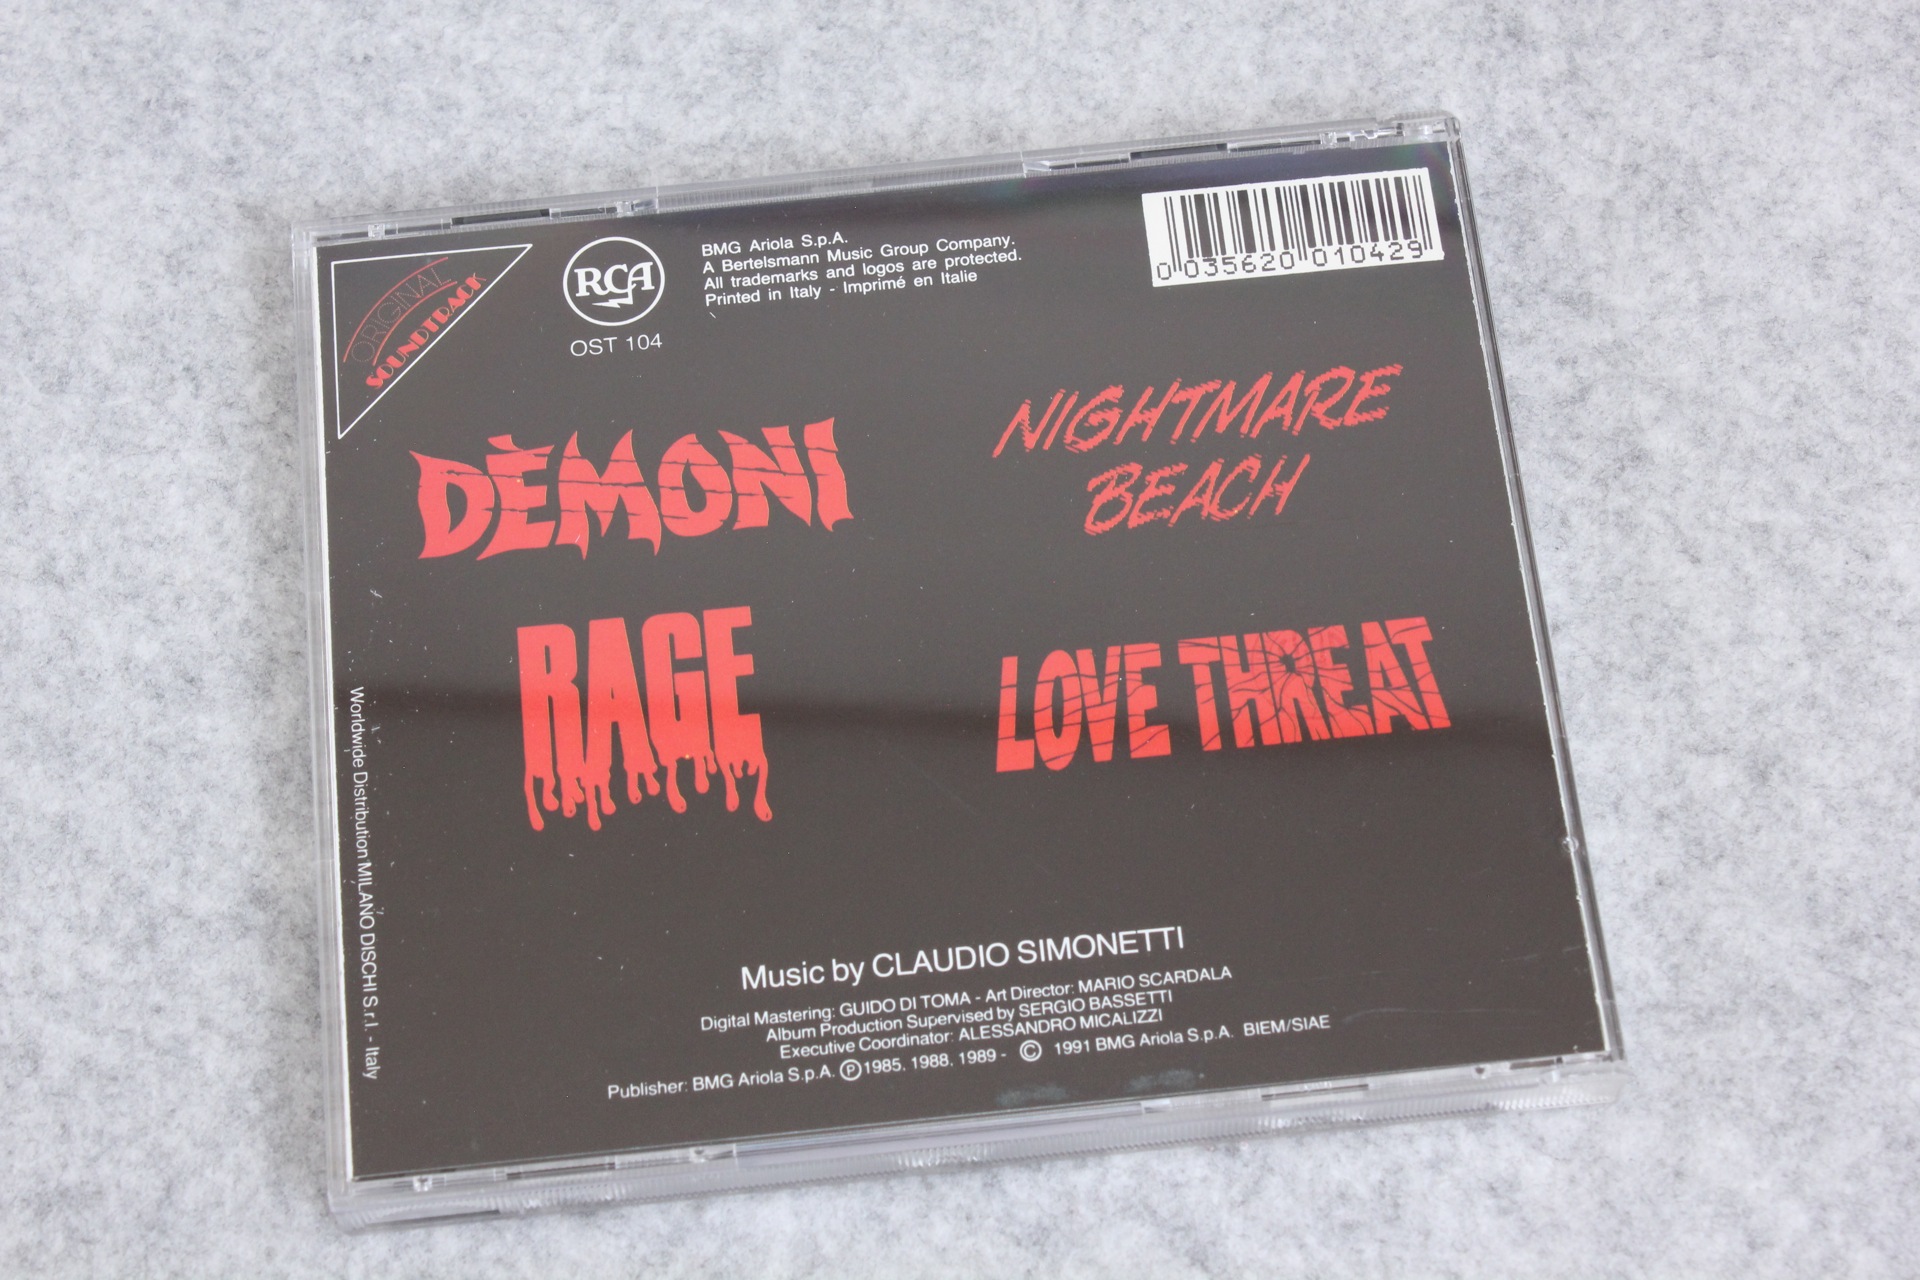 ORIGINAL
SOUNDTRACK
RCA
OST 104
BMG Ariola S.p.A.
A Bertelsmann Music Group Company.
All trademarks and logos are protected.
Printed in Italy - Imprimé en Italie
0 035620 010429
DÈMONI
NIGHTMARE
BEACH
RAGE
LOVE THREAT
Worldwide Distribution MILANO DISCHI S.r.l. - Italy
Music by CLAUDIO SIMONETTI
Digital Mastering: GUIDO DI TOMA - Art Director: MARIO SCARDALA
Album Production Supervised by SERGIO BASSETTI
Executive Coordinator: ALESSANDRO MICALIZZI
Publisher: BMG Ariola S.p.A. ℗ 1985. 1988. 1989 - © 1991 BMG Ariola S.p.A. BIEM/SIAE